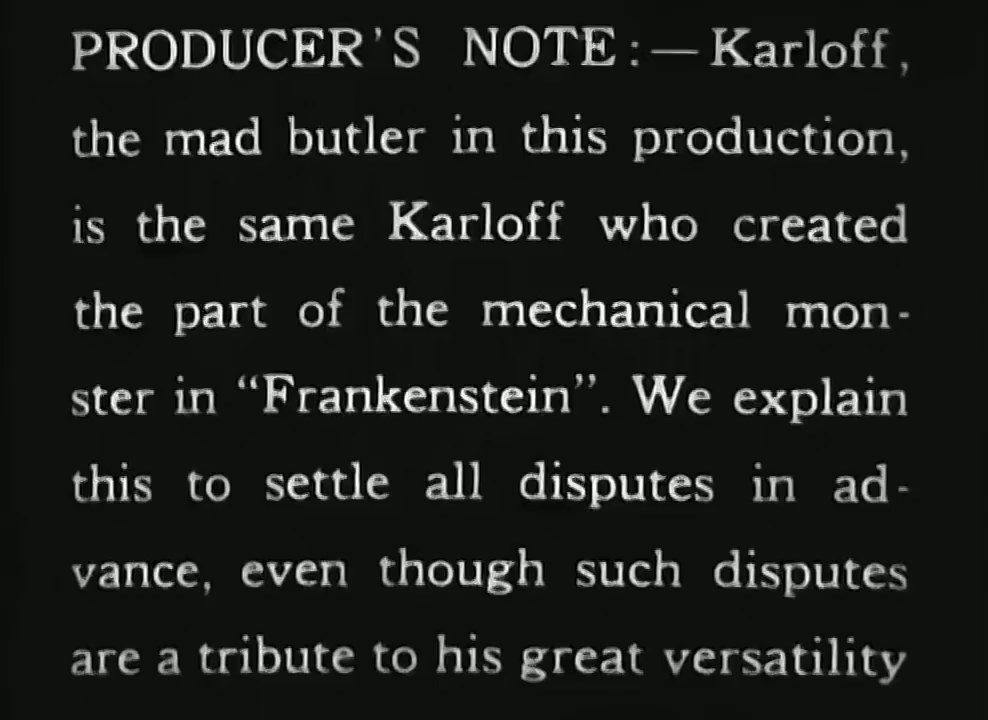 PRODUCER'S NOTE:—Karloff,
the mad butler in this production,
is the same Karloff who created
the part of the mechanical mon-
ster in “Frankenstein”. We explain
this to settle all disputes in ad-
vance, even though such disputes
are a tribute to his great versatility